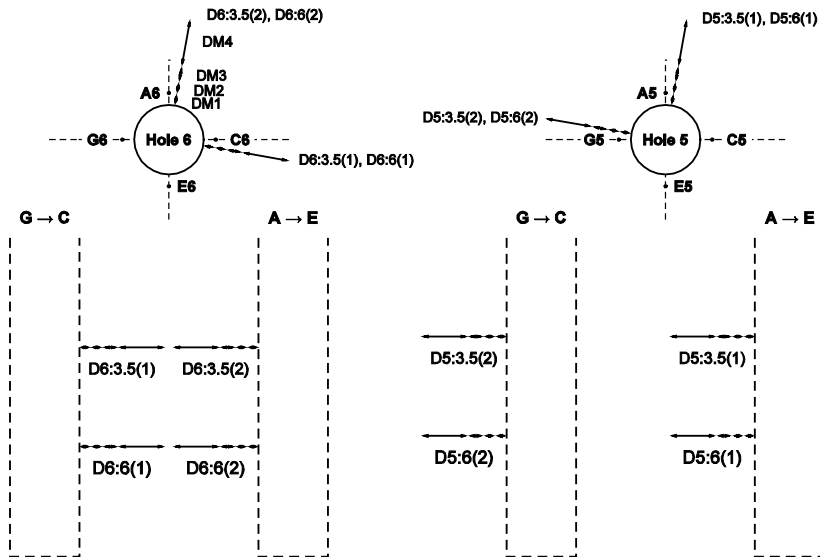 D6:3.5(2), D6:6(2)
DM4
DM3
DM2
DM1
A6
G6
Hole 6
C6
D6:3.5(1), D6:6(1)
E6
D5:3.5(1), D5:6(1)
A5
D5:3.5(2), D5:6(2)
G5
Hole 5
C5
E5
G → C
A → E
G → C
A → E
D6:3.5(1)
D6:3.5(2)
D5:3.5(2)
D5:3.5(1)
D6:6(1)
D6:6(2)
D5:6(2)
D5:6(1)